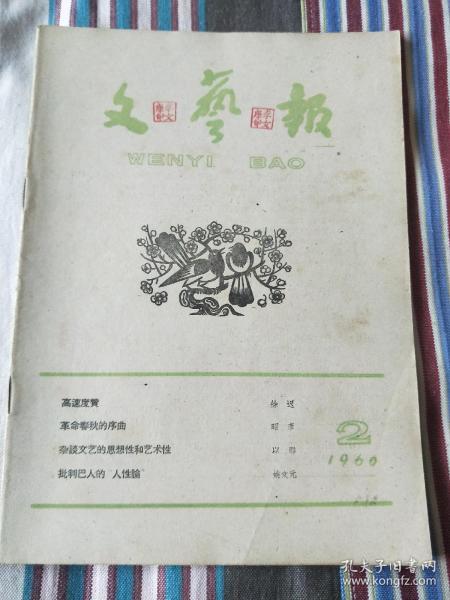 文藝報
WENYI BAO
高速度贊 徐迟
革命春秋的序曲
杂談文艺的思想性和艺术性 以群
批判巴人的"人性論" 姚文元
2
1960
孔夫子旧书网
www.kongfz.com